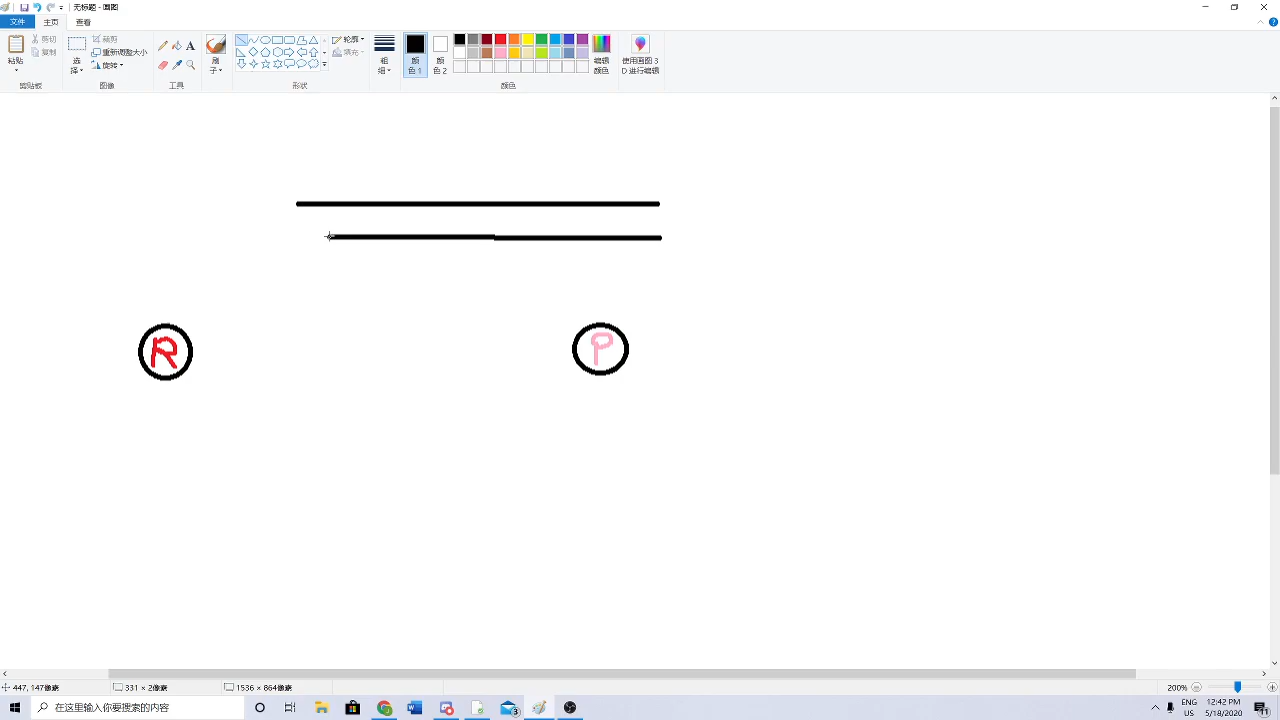 无标题 - 画图
文件 主页 查看
粘贴
剪切
复制
剪贴板
选择
裁剪
重新调整大小
旋转
图像
A
工具
刷子
轮廓
填充
形状
粗细
颜色 1
颜色 2
颜色
编辑颜色
使用画图 3D 进行编辑
R
P
447, 147像素 331 × 2像素 1536 × 864像素 200%
在这里输入你要搜索的内容
3
ENG 12:42 PM
UC 5/18/2020